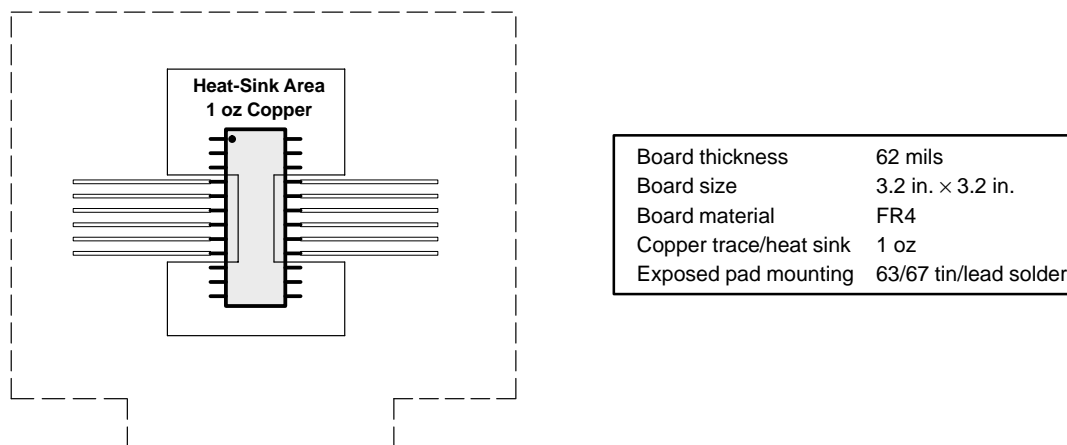 Heat-Sink Area
1 oz Copper
Board thickness 62 mils
Board size 3.2 in. × 3.2 in.
Board material FR4
Copper trace/heat sink 1 oz
Exposed pad mounting 63/67 tin/lead solder